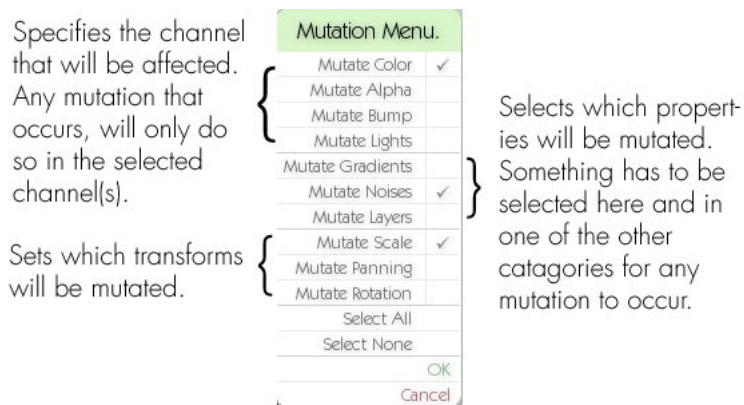 Specifies the channel
that will be affected.
Any mutation that
occurs, will only do
so in the selected
channel(s).
Sets which transforms
will be mutated.
Mutation Menu.
Mutate Color ✓
Mutate Alpha
Mutate Bump
Mutate Lights
Mutate Gradients
Mutate Noises ✓
Mutate Layers
Mutate Scale ✓
Mutate Panning
Mutate Rotation
Select All
Select None
OK
Cancel
Selects which propert-
ies will be mutated.
Something has to be
selected here and in
one of the other
catagories for any
mutation to occur.